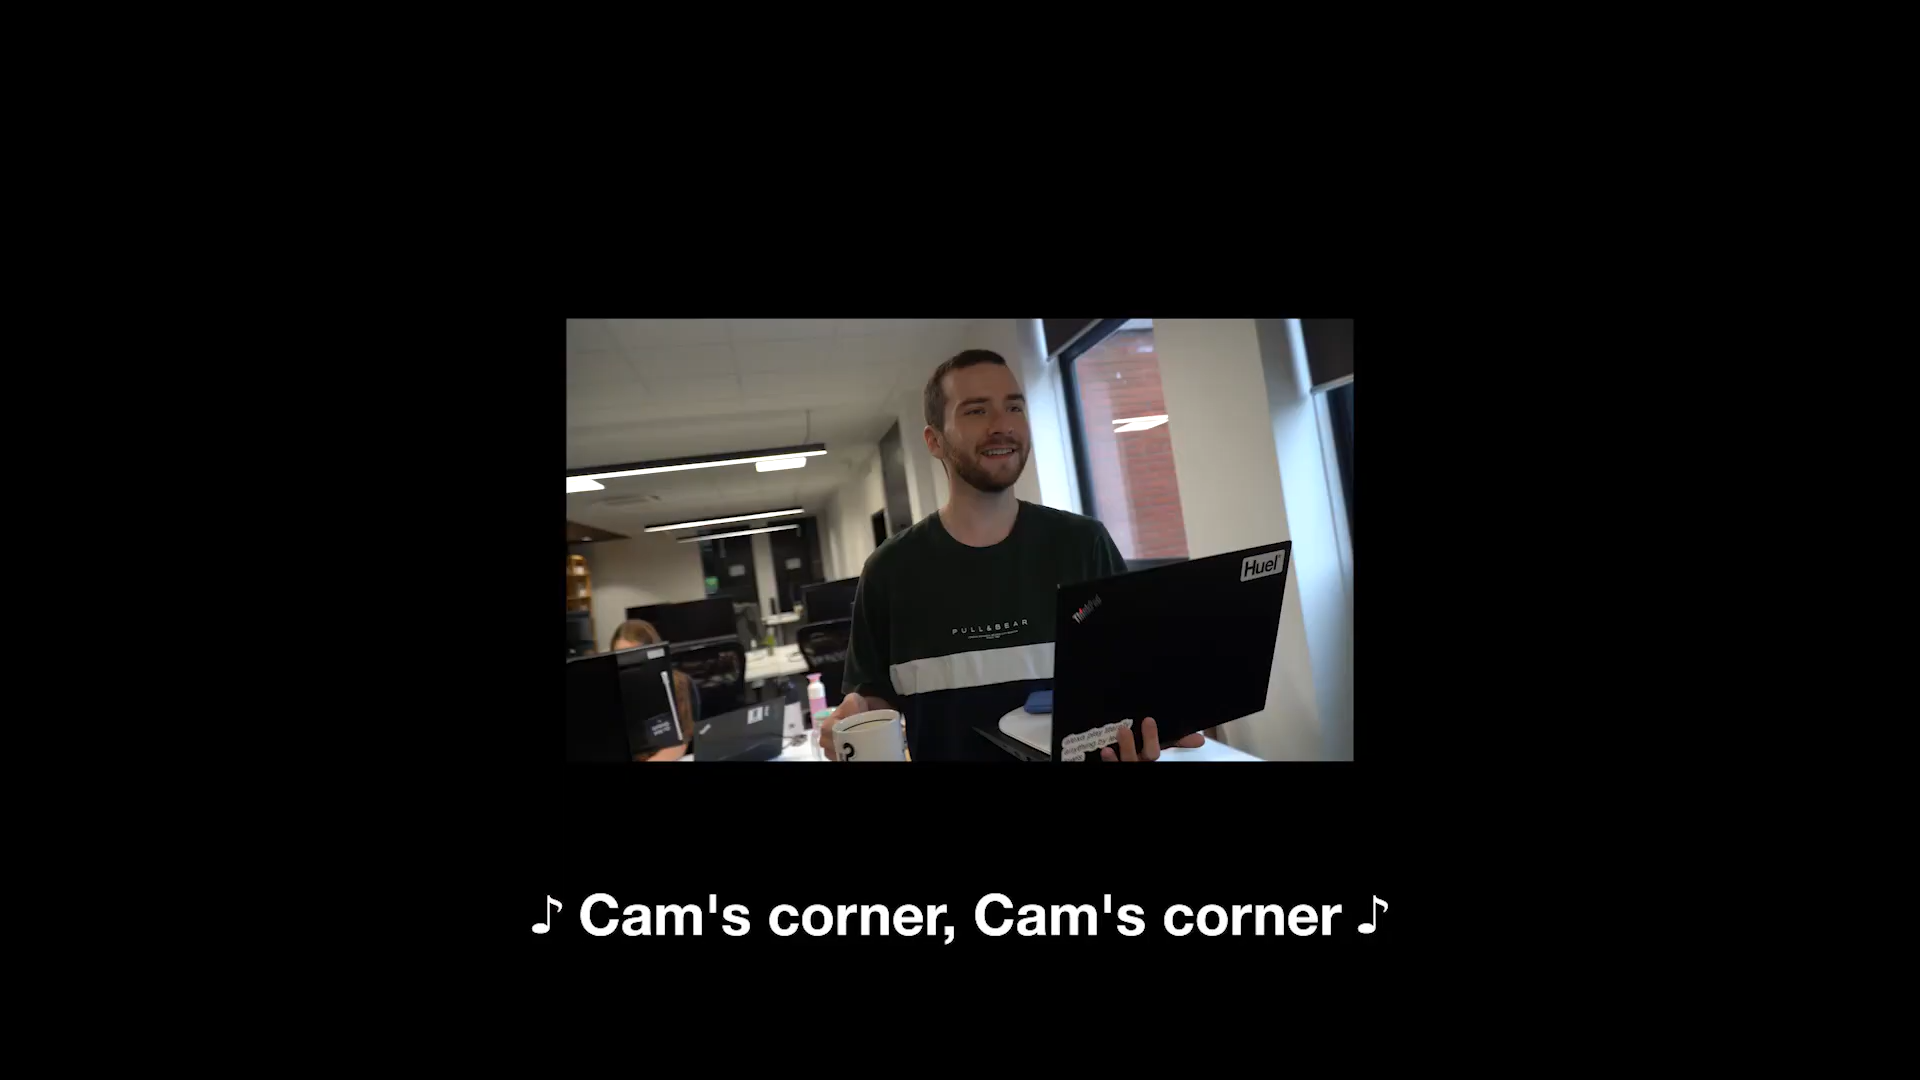 Huel
ThinkPad
PULL&BEAR
♪ Cam's corner, Cam's corner ♪